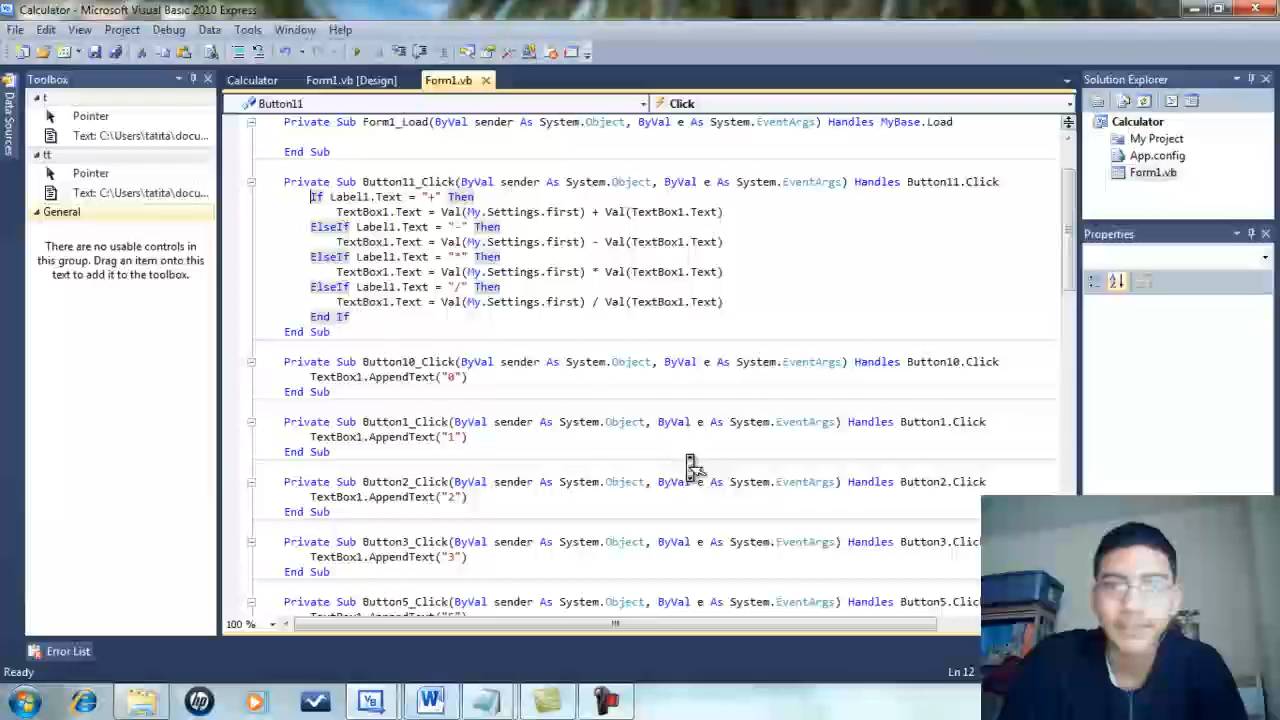 Calculator - Microsoft Visual Basic 2010 Express
File Edit View Project Debug Data Tools Window Help
Toolbox
Calculator Form1.vb [Design] Form1.vb
Solution Explorer
Data Sources
t
Pointer
Text: C:\Users\tatita\docu...
tt
Pointer
Text: C:\Users\tatita\docu...
General
There are no usable controls in
this group. Drag an item onto this
text to add it to the toolbox.
Button11 Click
Private Sub Form1_Load(ByVal sender As System.Object, ByVal e As System.EventArgs) Handles MyBase.Load
End Sub
Private Sub Button11_Click(ByVal sender As System.Object, ByVal e As System.EventArgs) Handles Button11.Click
If Label1.Text = "+" Then
TextBox1.Text = Val(My.Settings.first) + Val(TextBox1.Text)
ElseIf Label1.Text = "-" Then
TextBox1.Text = Val(My.Settings.first) - Val(TextBox1.Text)
ElseIf Label1.Text = "*" Then
TextBox1.Text = Val(My.Settings.first) * Val(TextBox1.Text)
ElseIf Label1.Text = "/" Then
TextBox1.Text = Val(My.Settings.first) / Val(TextBox1.Text)
End If
End Sub
Private Sub Button10_Click(ByVal sender As System.Object, ByVal e As System.EventArgs) Handles Button10.Click
TextBox1.AppendText("0")
End Sub
Private Sub Button1_Click(ByVal sender As System.Object, ByVal e As System.EventArgs) Handles Button1.Click
TextBox1.AppendText("1")
End Sub
Private Sub Button2_Click(ByVal sender As System.Object, ByVal e As System.EventArgs) Handles Button2.Click
TextBox1.AppendText("2")
End Sub
Private Sub Button3_Click(ByVal sender As System.Object, ByVal e As System.EventArgs) Handles Button3.Click
TextBox1.AppendText("3")
End Sub
Private Sub Button5_Click(ByVal sender As System.Object, ByVal e As System.EventArgs) Handles Button5.Click
100 %
Calculator
My Project
App.config
Form1.vb
Properties
Error List
Ready Ln 12
hp
VB
W